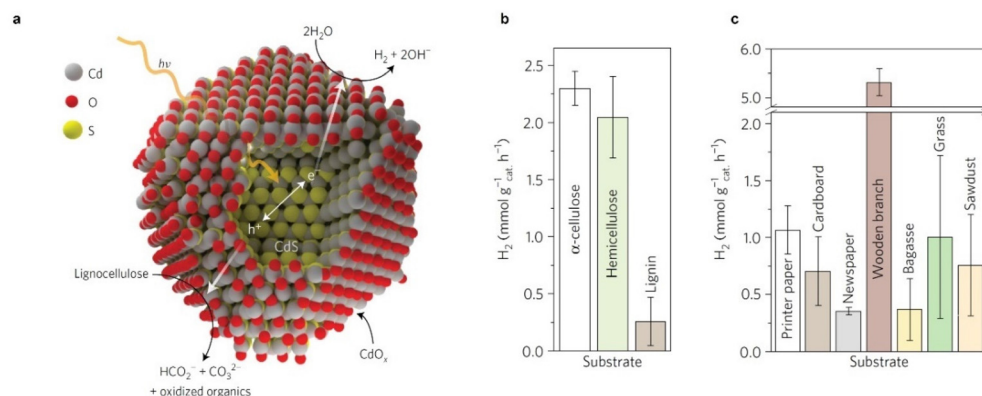 a
Cd
O
S
hν
2H₂O
H₂ + 2OH⁻
e⁻
h⁺
CdS
Lignocellulose
CdOₓ
HCO₂⁻ + CO₃²⁻
+ oxidized organics
b
H₂ (mmol g⁻¹cat. h⁻¹)
2.5
2.0
1.5
1.0
0.5
0.0
α-cellulose
Hemicellulose
Lignin
Substrate
c
H₂ (mmol g⁻¹cat. h⁻¹)
6.0
5.0
2.0
1.5
1.0
0.5
0.0
Printer paper
Cardboard
Newspaper
Wooden branch
Bagasse
Grass
Sawdust
Substrate